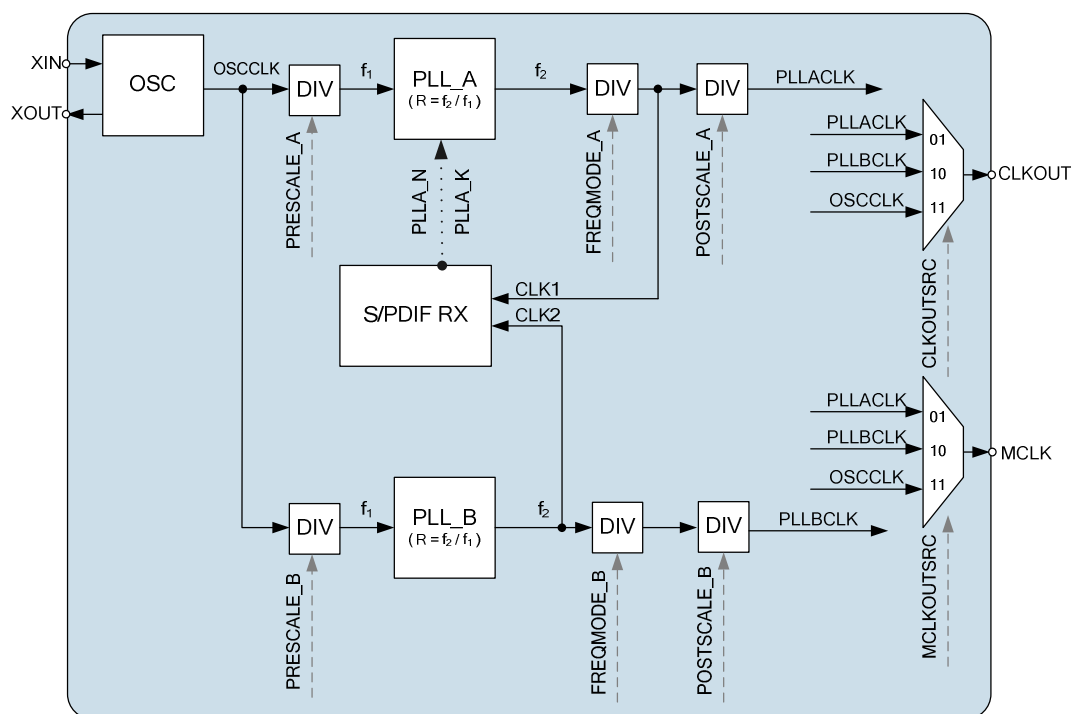 XIN
XOUT
OSC
OSCCLK
DIV
PRESCALE_A
f1
PLL_A
(R = f2 / f1)
f2
DIV
FREQMODE_A
DIV
POSTSCALE_A
PLLACLK
PLLACLK
PLLBCLK
OSCCLK
01
10
11
CLKOUT
CLKOUTSRC
PLLA_N
PLLA_K
S/PDIF RX
CLK1
CLK2
PLLACLK
PLLBCLK
OSCCLK
01
10
11
MCLK
MCLKOUTSRC
DIV
PRESCALE_B
f1
PLL_B
(R = f2 / f1)
f2
DIV
FREQMODE_B
DIV
POSTSCALE_B
PLLBCLK